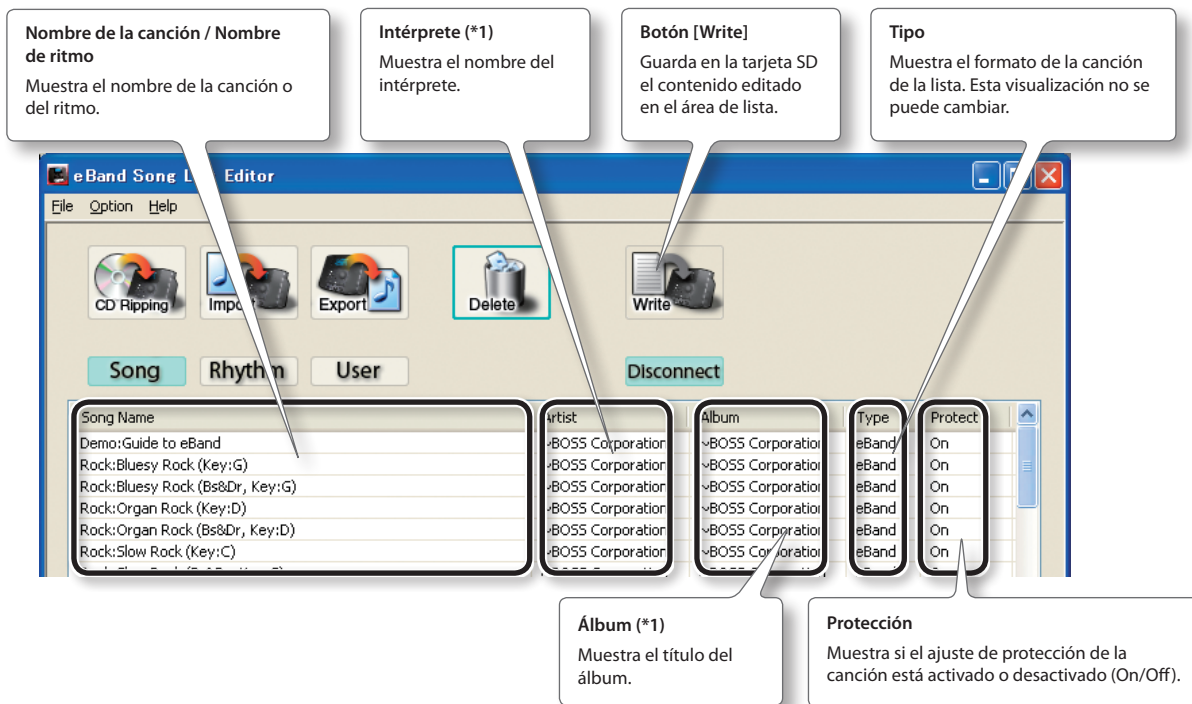 Nombre de la canción / Nombre
de ritmo
Muestra el nombre de la canción o
del ritmo.
Intérprete (*1)
Muestra el nombre del
intérprete.
Botón [Write]
Guarda en la tarjeta SD
el contenido editado
en el área de lista.
Tipo
Muestra el formato de la canción
de la lista. Esta visualización no se
puede cambiar.
eBand Song L Editor
File Option Help
CD Ripping Import Export Delete Write
Song Rhythm User Disconnect
Song Name Artist Album Type Protect
Demo:Guide to eBand ~BOSS Corporation ~BOSS Corporation eBand On
Rock:Bluesy Rock (Key:G) ~BOSS Corporation ~BOSS Corporation eBand On
Rock:Bluesy Rock (Bs&Dr, Key:G) ~BOSS Corporation ~BOSS Corporation eBand On
Rock:Organ Rock (Key:D) ~BOSS Corporation ~BOSS Corporation eBand On
Rock:Organ Rock (Bs&Dr, Key:D) ~BOSS Corporation ~BOSS Corporation eBand On
Rock:Slow Rock (Key:C) ~BOSS Corporation ~BOSS Corporation eBand On
Álbum (*1)
Muestra el título del
álbum.
Protección
Muestra si el ajuste de protección de la
canción está activado o desactivado (On/Off).